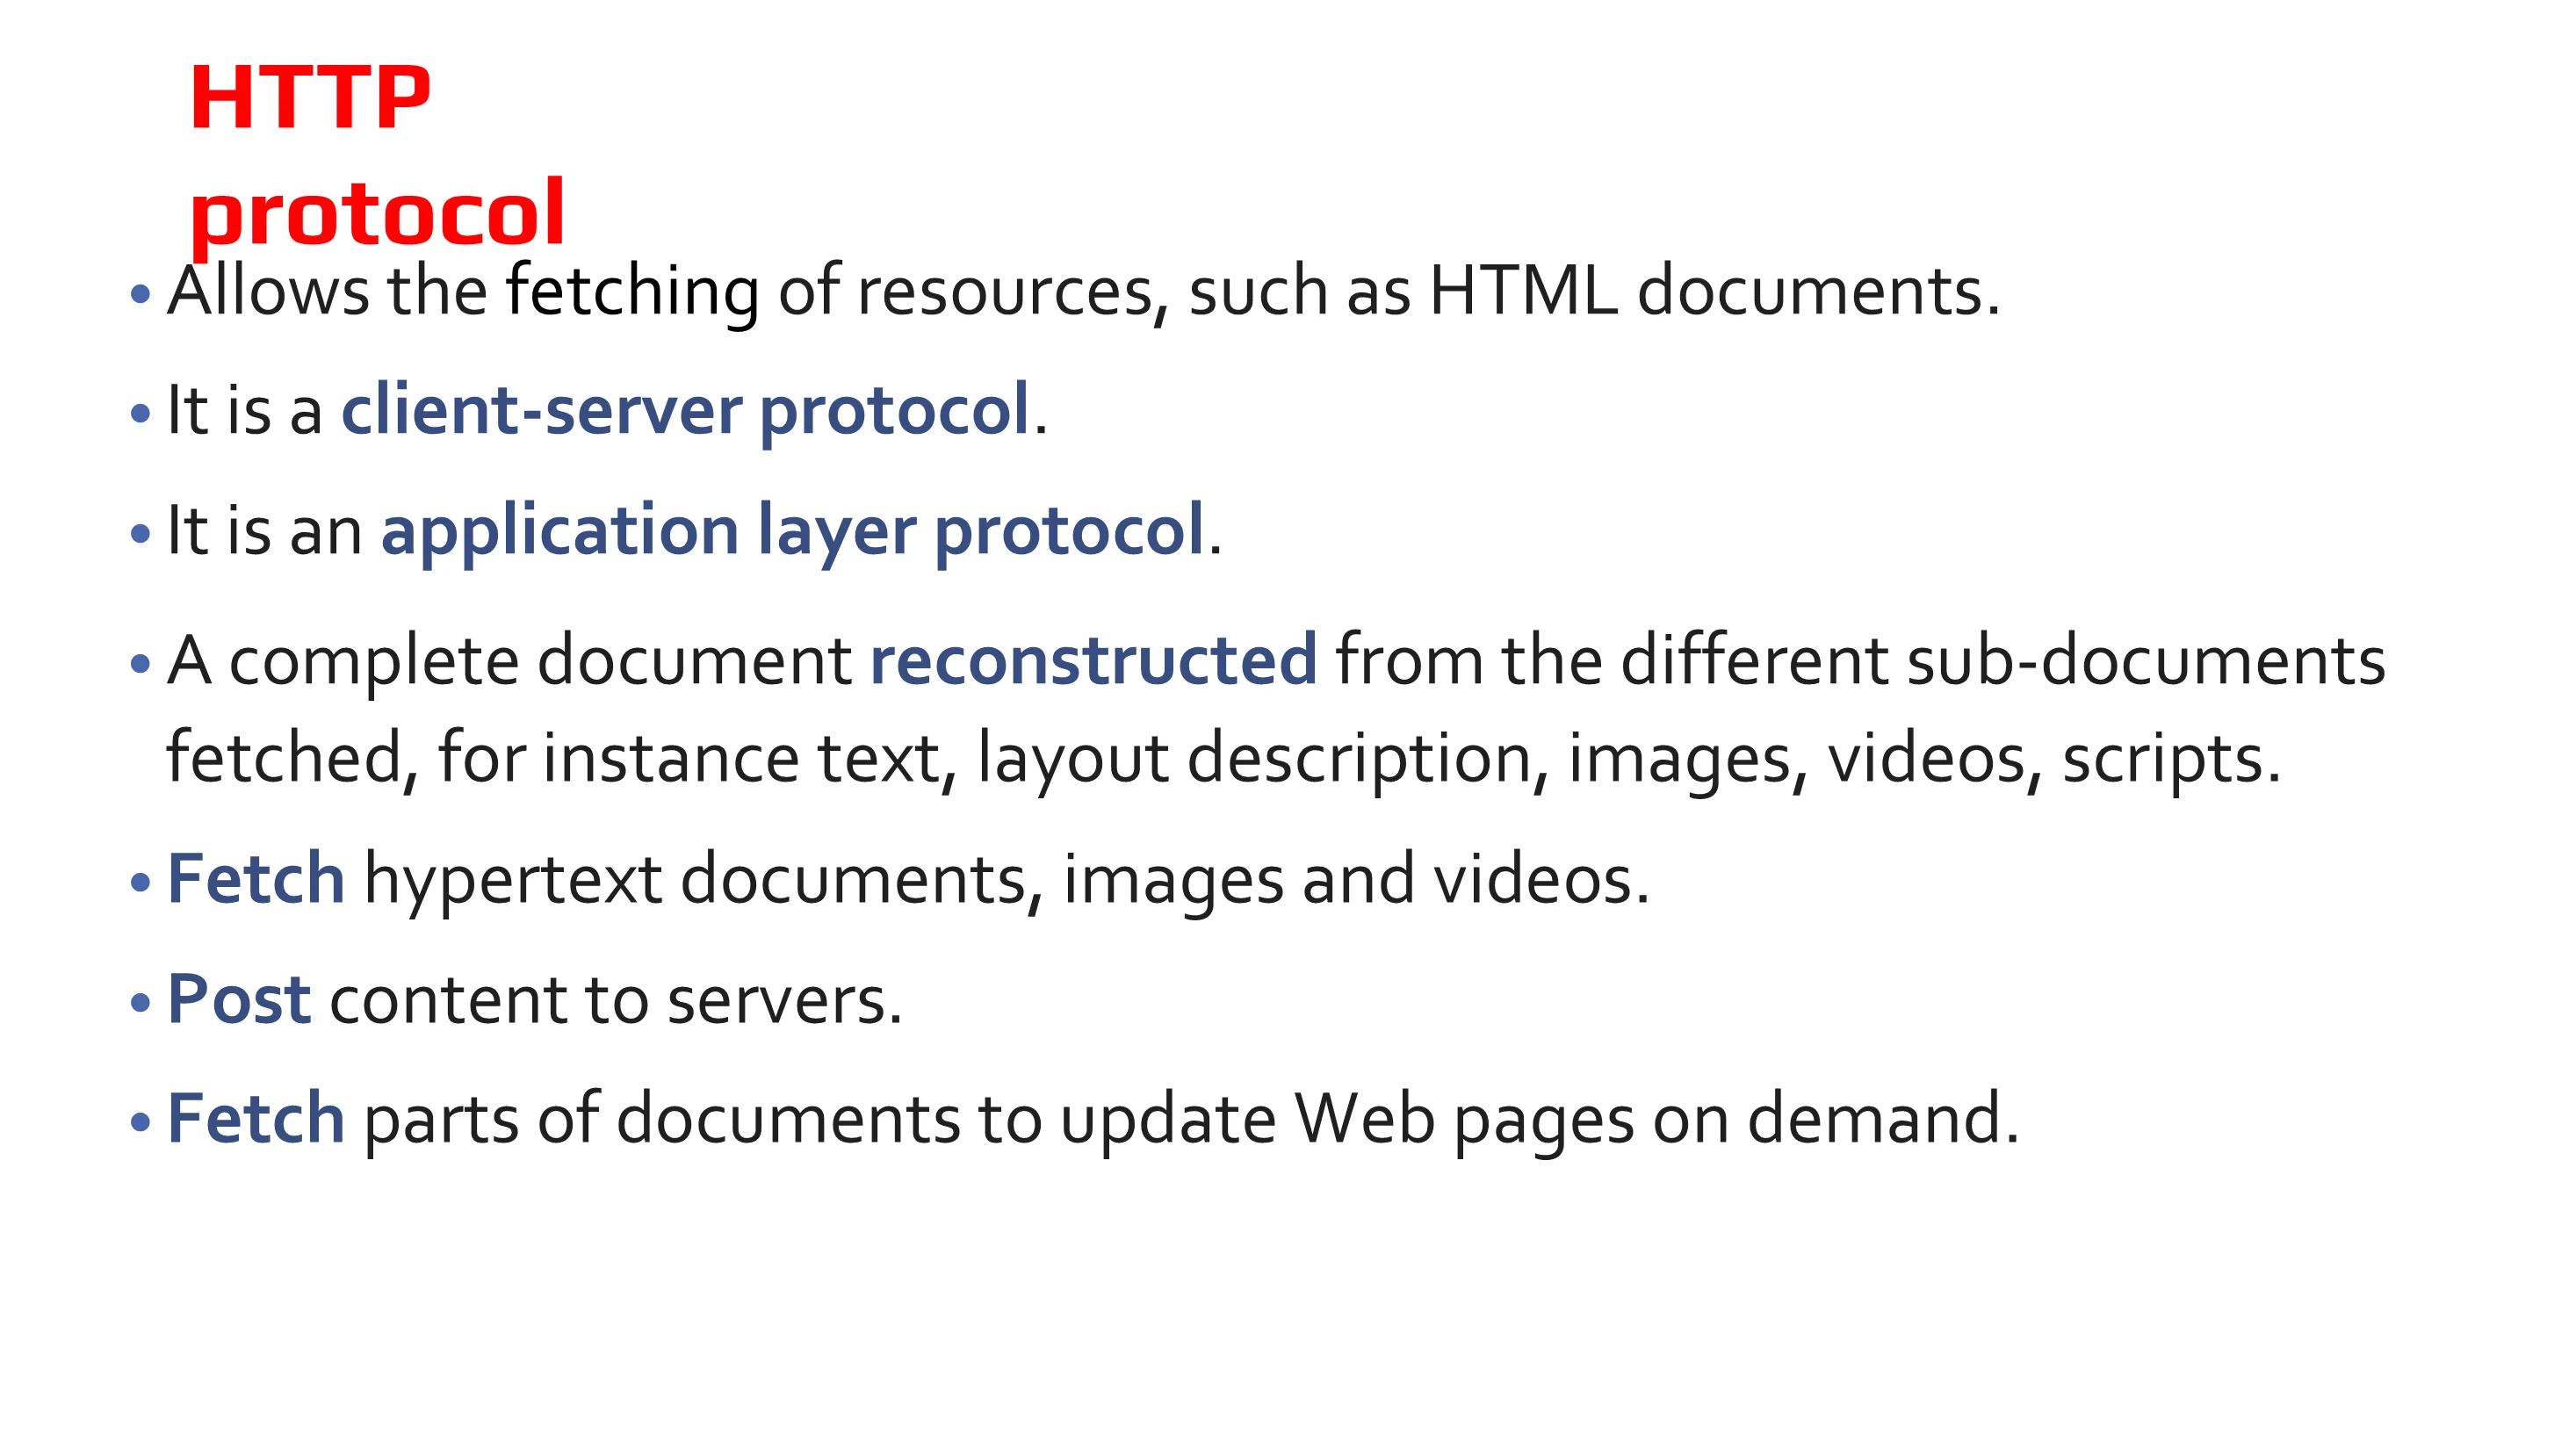 HTTP
protocol
• Allows the fetching of resources, such as HTML documents.
• It is a client-server protocol.
• It is an application layer protocol.
• A complete document reconstructed from the different sub-documents
fetched, for instance text, layout description, images, videos, scripts.
• Fetch hypertext documents, images and videos.
• Post content to servers.
• Fetch parts of documents to update Web pages on demand.